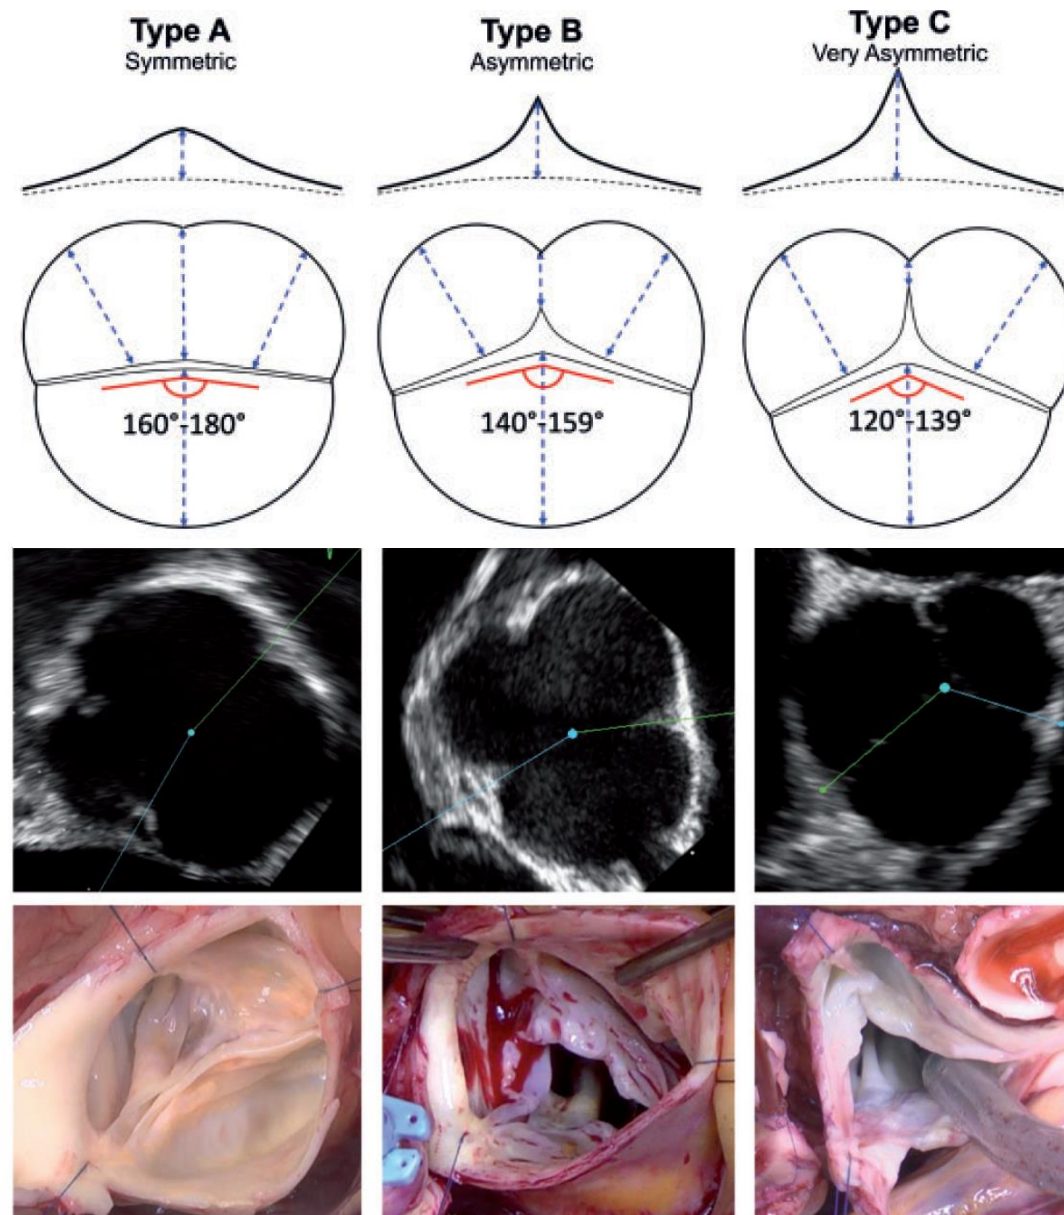 Type A
Symmetric
Type B
Asymmetric
Type C
Very Asymmetric
160°-180°
140°-159°
120°-139°